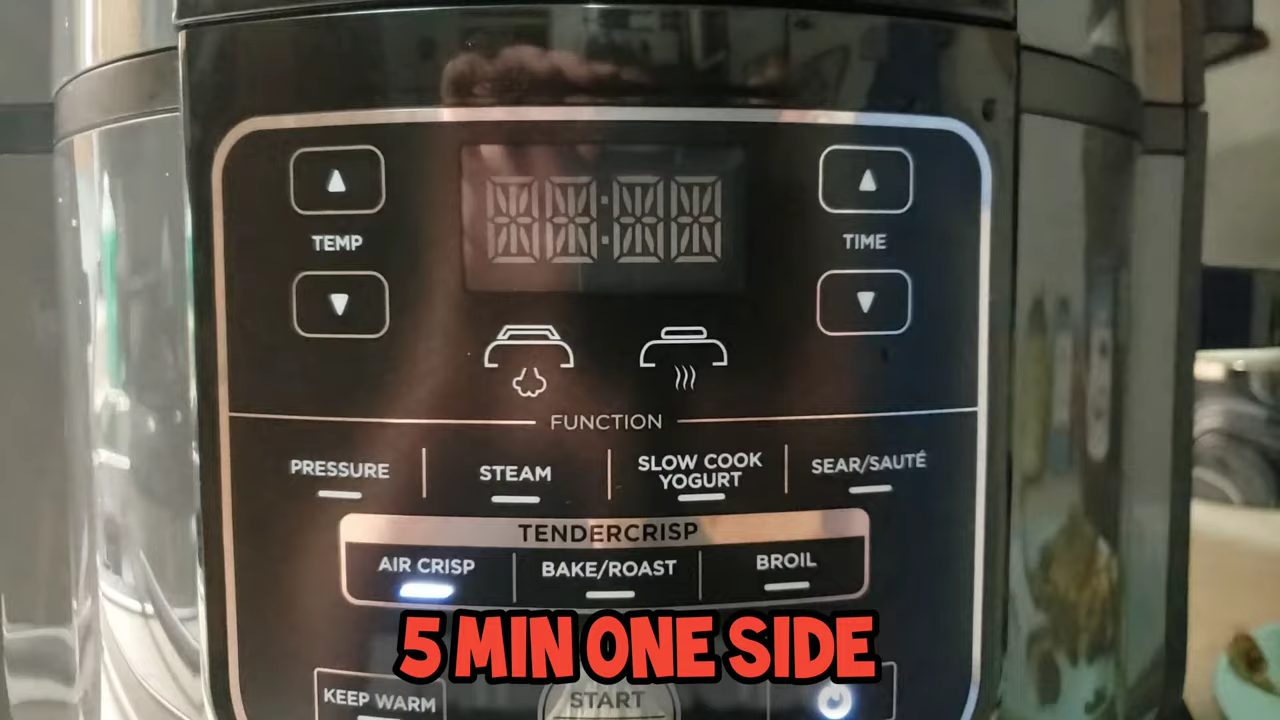 TEMP
TIME
FUNCTION
PRESSURE
STEAM
SLOW COOK
YOGURT
SEAR/SAUTÉ
TENDERCRISP
AIR CRISP
BAKE/ROAST
BROIL
5 MIN ONE SIDE
KEEP WARM
START